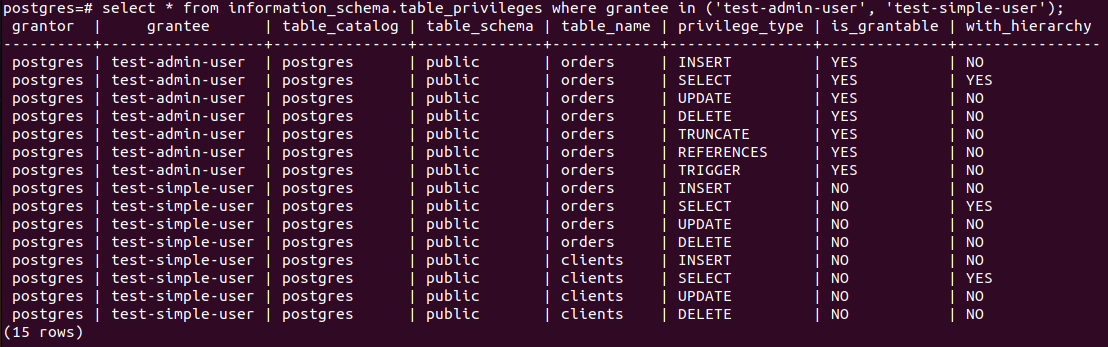 postgres=# select * from information_schema.table_privileges where grantee in ('test-admin-user', 'test-simple-user');
 grantor  |     grantee      | table_catalog | table_schema | table_name | privilege_type | is_grantable | with_hierarchy
----------+------------------+---------------+--------------+------------+----------------+--------------+----------------
 postgres | test-admin-user  | postgres      | public       | orders     | INSERT         | YES          | NO
 postgres | test-admin-user  | postgres      | public       | orders     | SELECT         | YES          | YES
 postgres | test-admin-user  | postgres      | public       | orders     | UPDATE         | YES          | NO
 postgres | test-admin-user  | postgres      | public       | orders     | DELETE         | YES          | NO
 postgres | test-admin-user  | postgres      | public       | orders     | TRUNCATE       | YES          | NO
 postgres | test-admin-user  | postgres      | public       | orders     | REFERENCES     | YES          | NO
 postgres | test-admin-user  | postgres      | public       | orders     | TRIGGER        | YES          | NO
 postgres | test-simple-user | postgres      | public       | orders     | INSERT         | NO           | NO
 postgres | test-simple-user | postgres      | public       | orders     | SELECT         | NO           | YES
 postgres | test-simple-user | postgres      | public       | orders     | UPDATE         | NO           | NO
 postgres | test-simple-user | postgres      | public       | orders     | DELETE         | NO           | NO
 postgres | test-simple-user | postgres      | public       | clients    | INSERT         | NO           | NO
 postgres | test-simple-user | postgres      | public       | clients    | SELECT         | NO           | YES
 postgres | test-simple-user | postgres      | public       | clients    | UPDATE         | NO           | NO
 postgres | test-simple-user | postgres      | public       | clients    | DELETE         | NO           | NO
(15 rows)